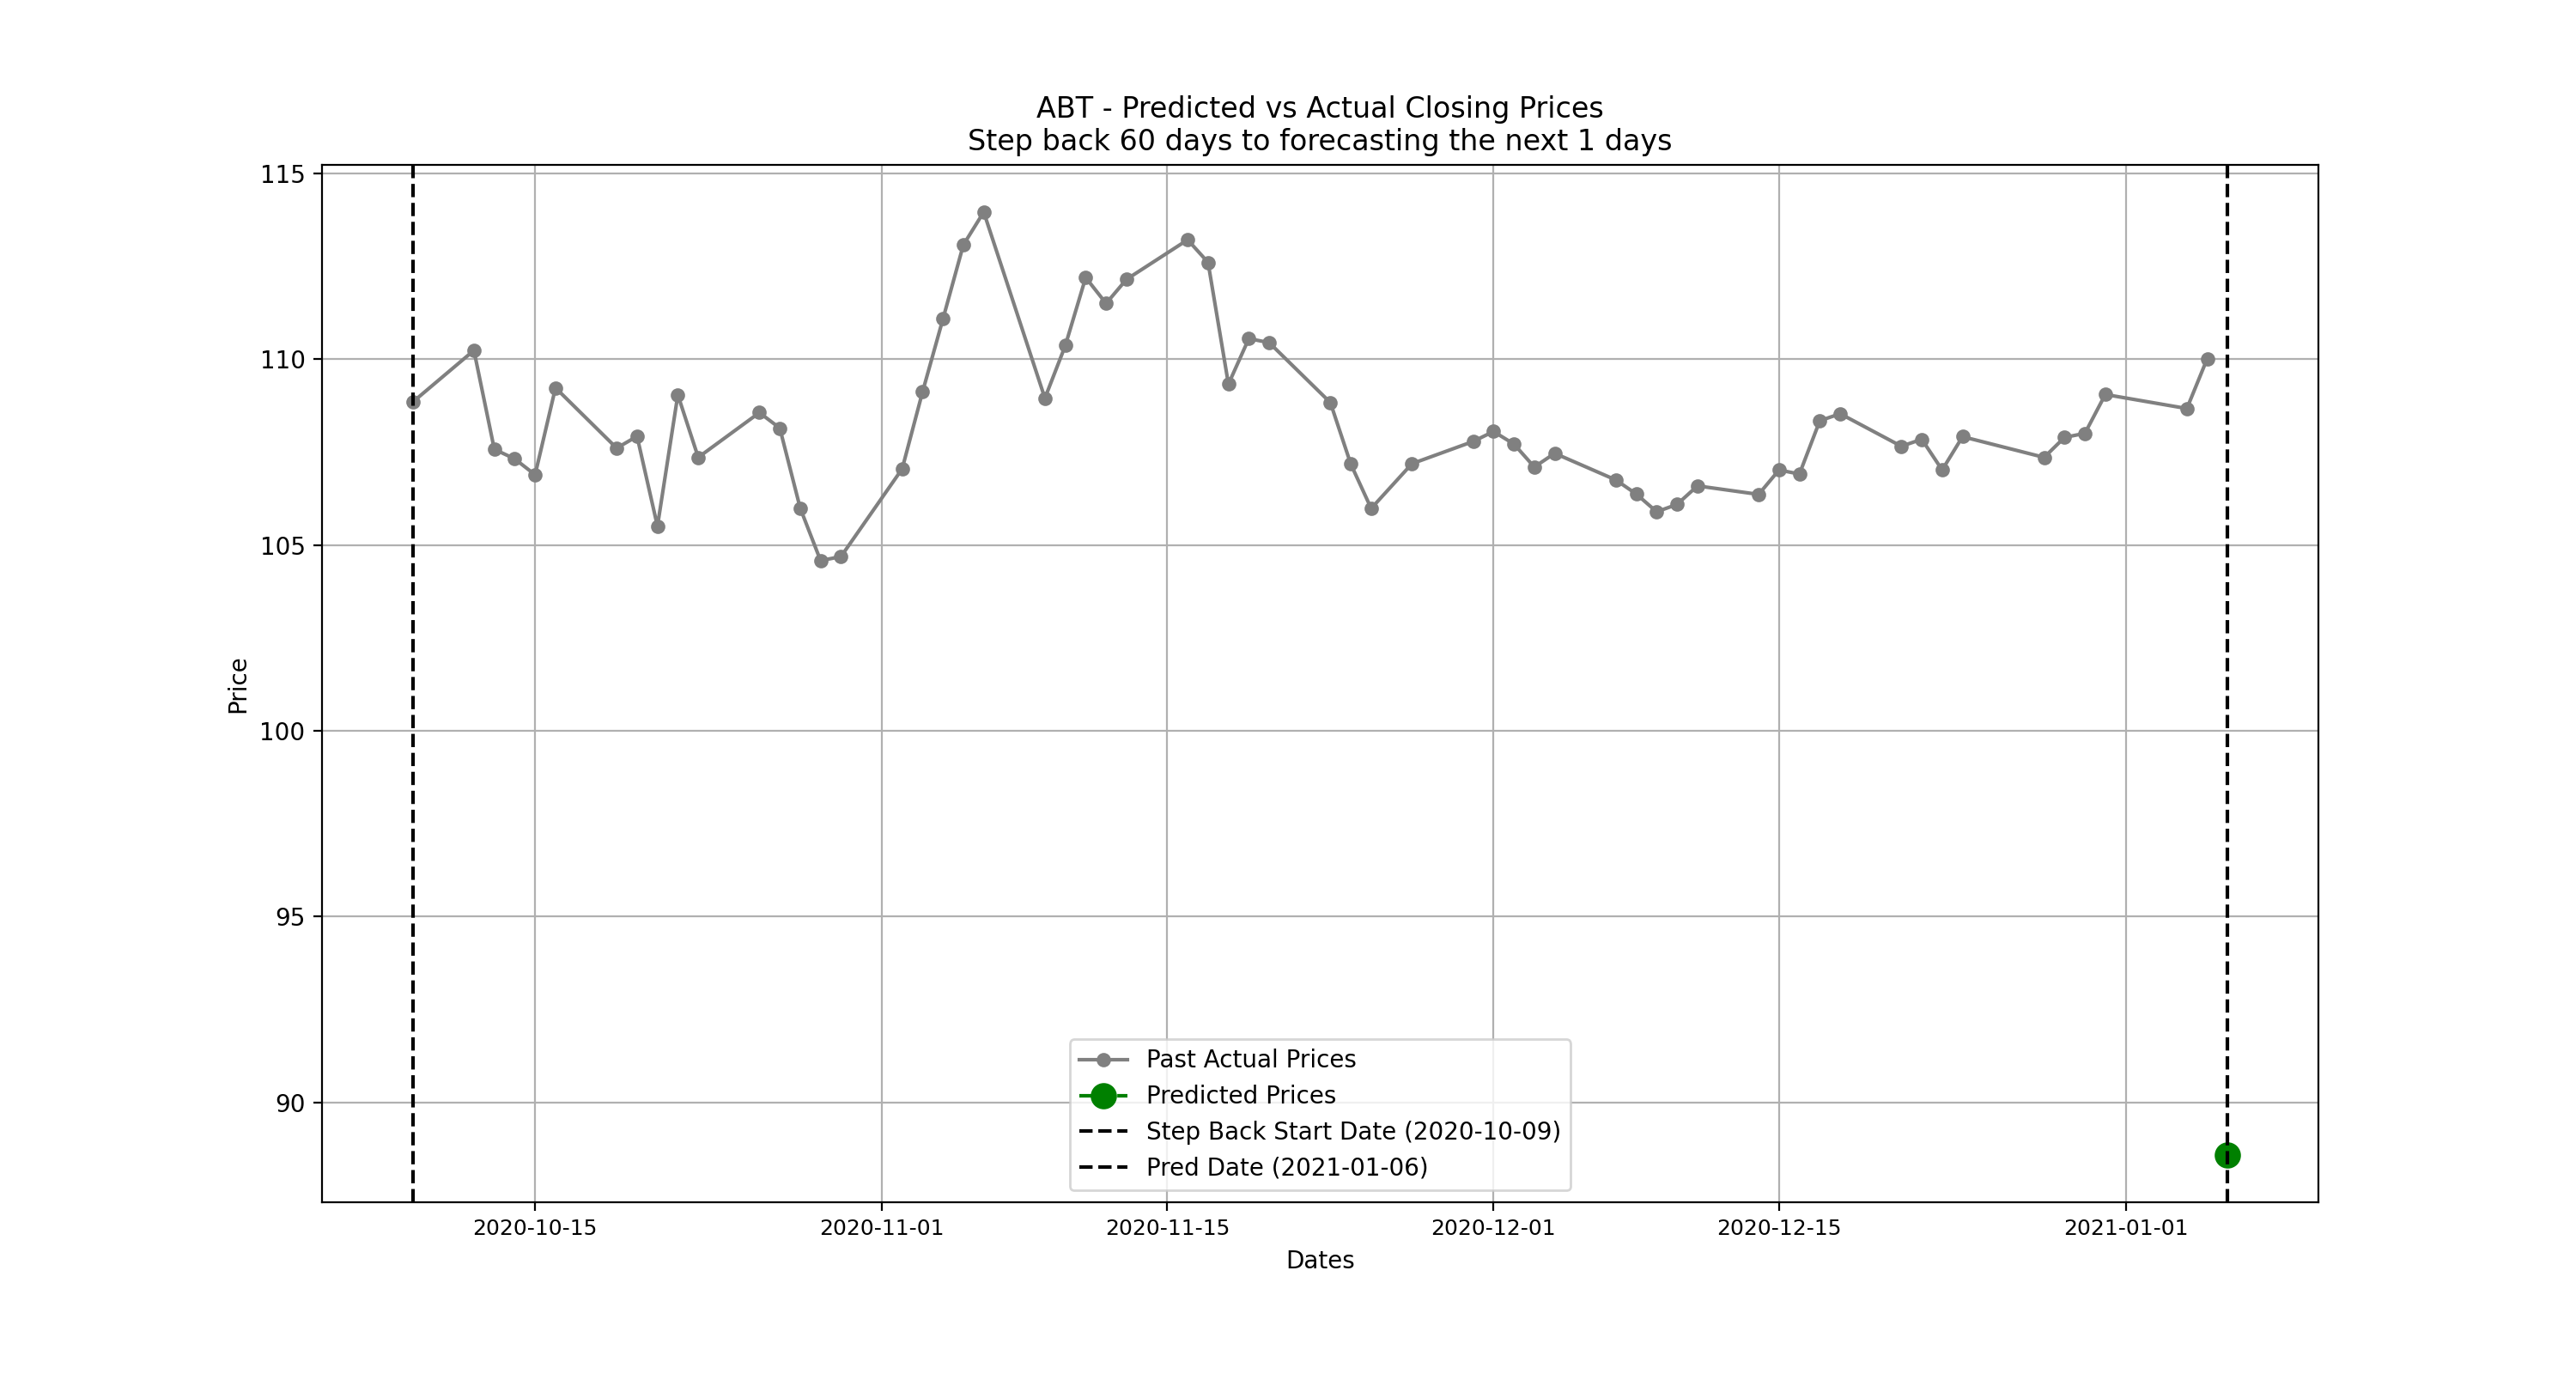 ABT - Predicted vs Actual Closing Prices
Step back 60 days to forecasting the next 1 days
115
110
105
100
95
90
Price
Past Actual Prices
Predicted Prices
Step Back Start Date (2020-10-09)
Pred Date (2021-01-06)
2020-10-15 2020-11-01 2020-11-15 2020-12-01 2020-12-15 2021-01-01
Dates